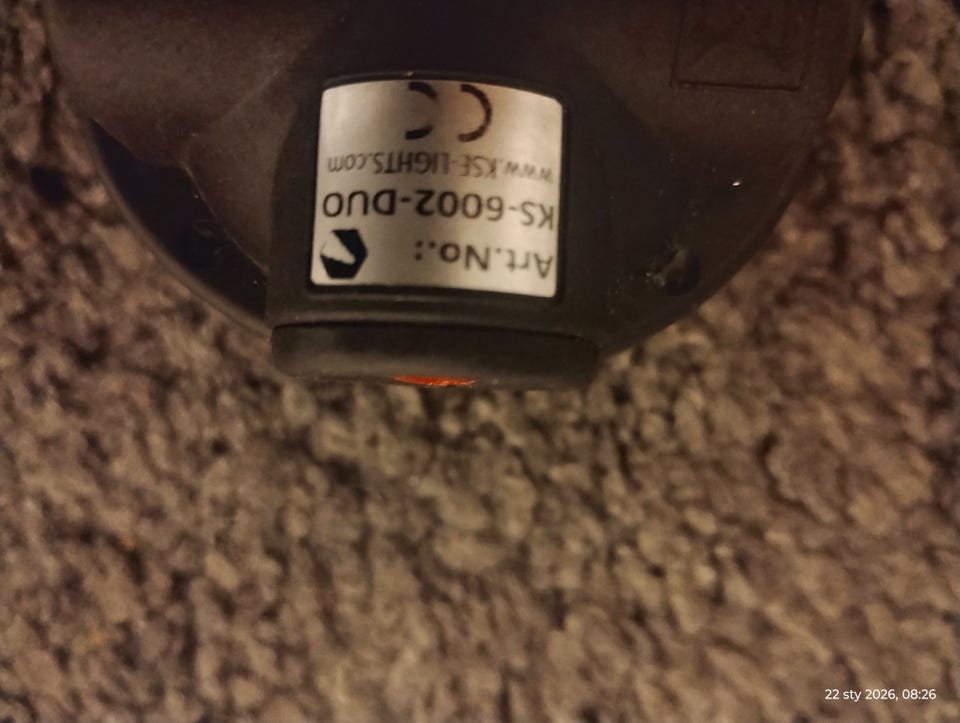 Art.No.:
KS-6002-DUO
www.KSE-LIGHTS.com
CE
22 sty 2026, 08:26